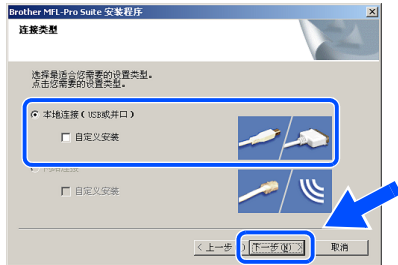 Brother MFL-Pro Suite 安装程序
连接类型
选择最适合您需要的设置类型。
点击您需要的设置类型。
本地连接（USB或并口）
自定义安装
自定义安装
< 上一步
下一步(N) >
取消